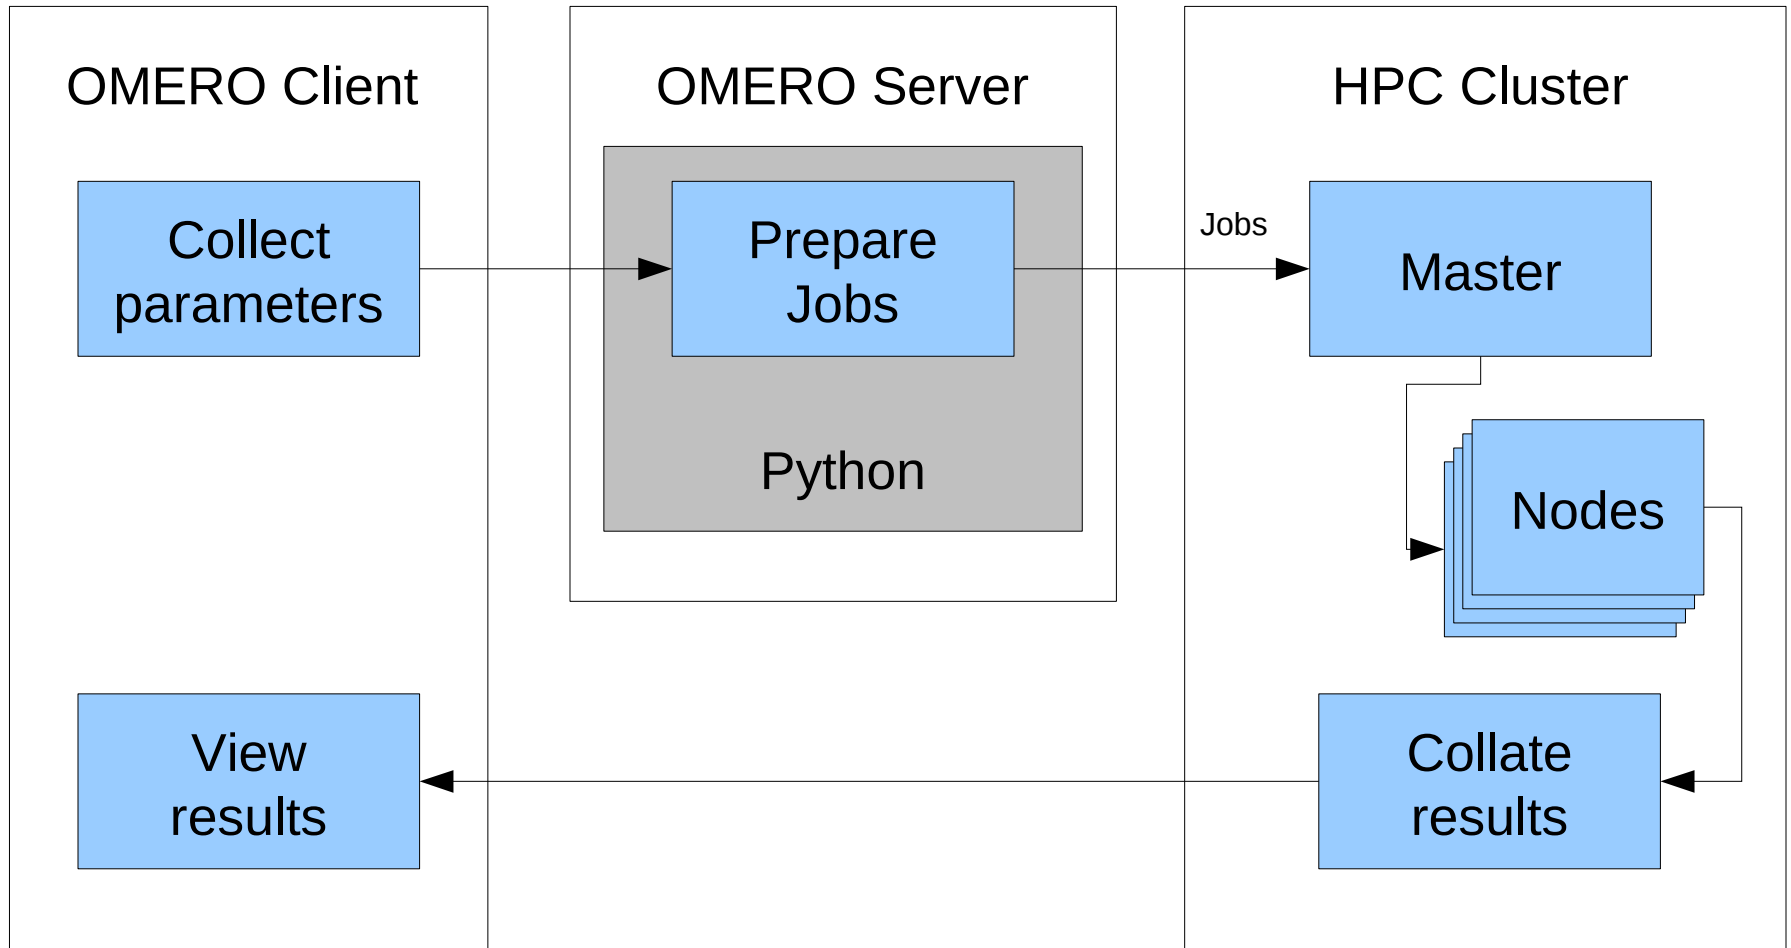 OMERO Client
OMERO Server
HPC Cluster
Collect
parameters
Prepare
Jobs
Jobs
Master
Python
Nodes
View
results
Collate
results